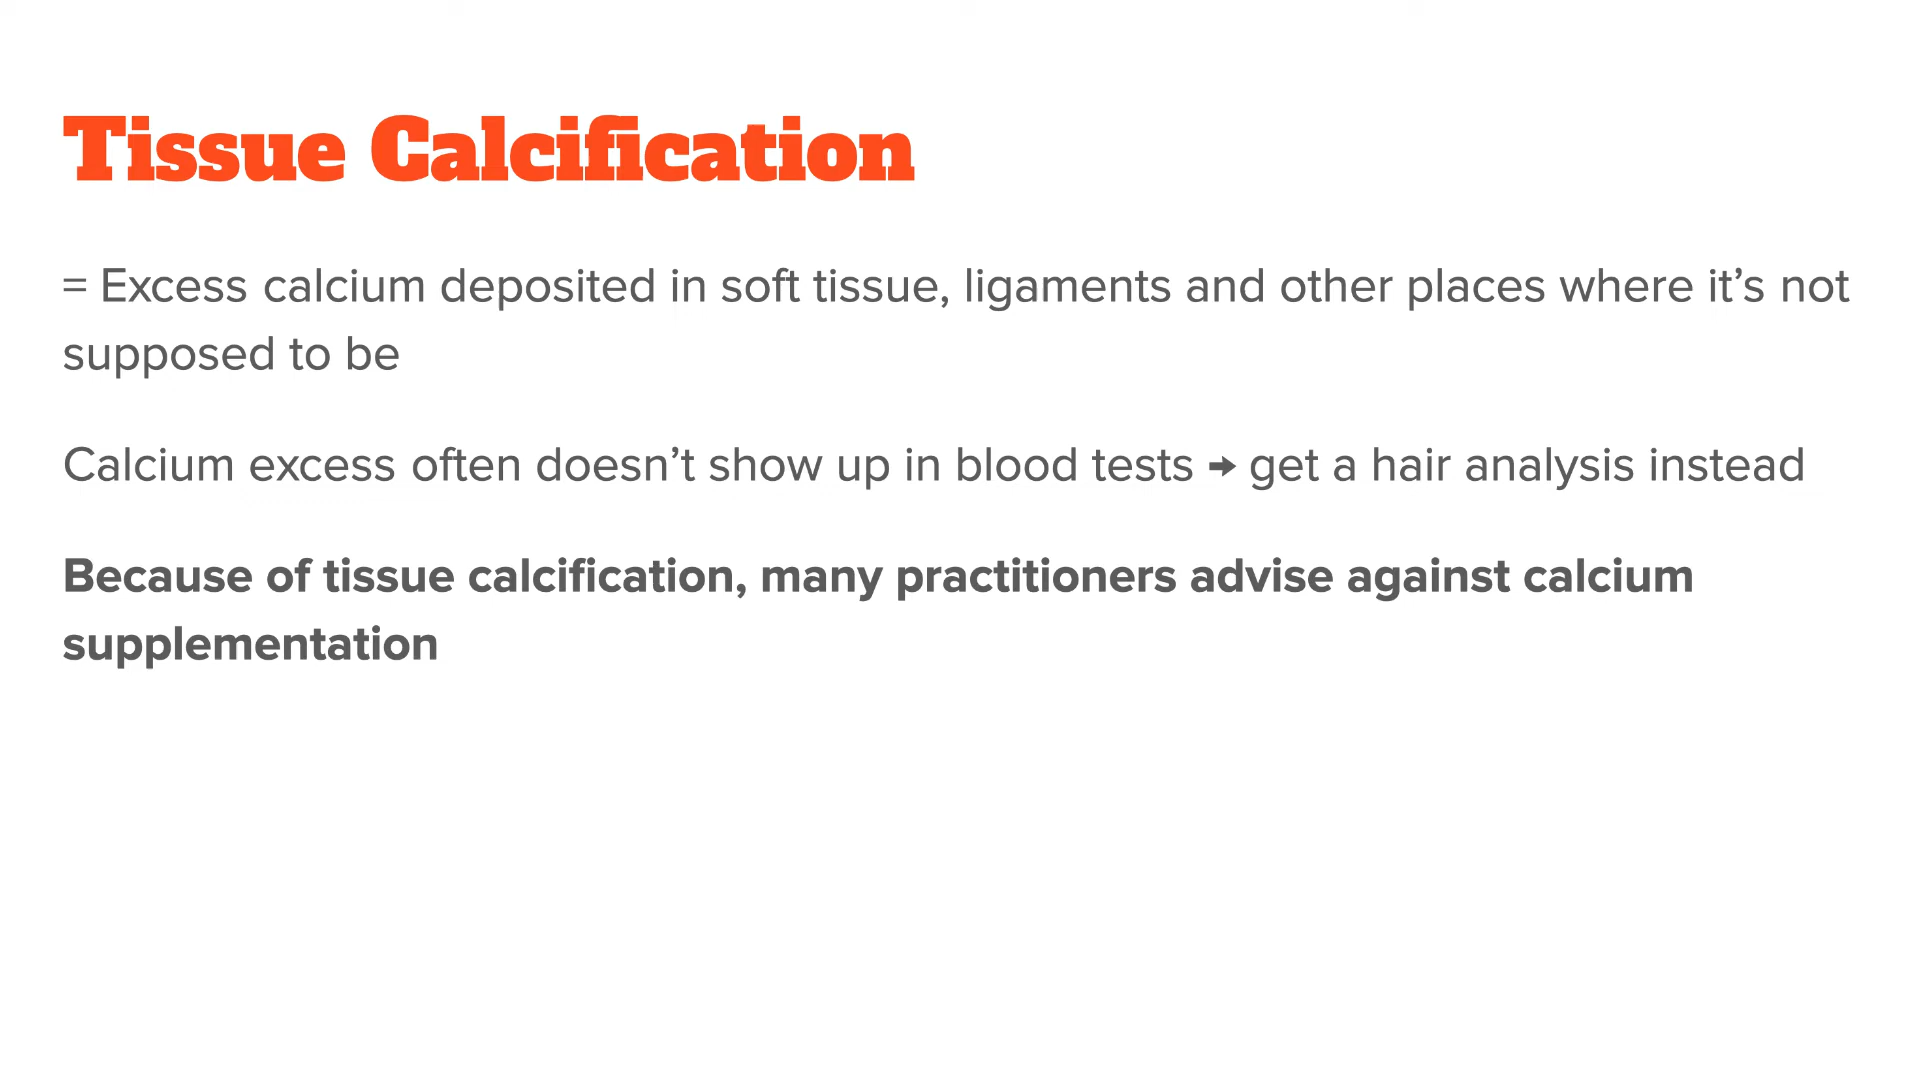 Tissue Calcification
= Excess calcium deposited in soft tissue, ligaments and other places where it’s not
supposed to be
Calcium excess often doesn’t show up in blood tests → get a hair analysis instead
Because of tissue calcification, many practitioners advise against calcium
supplementation